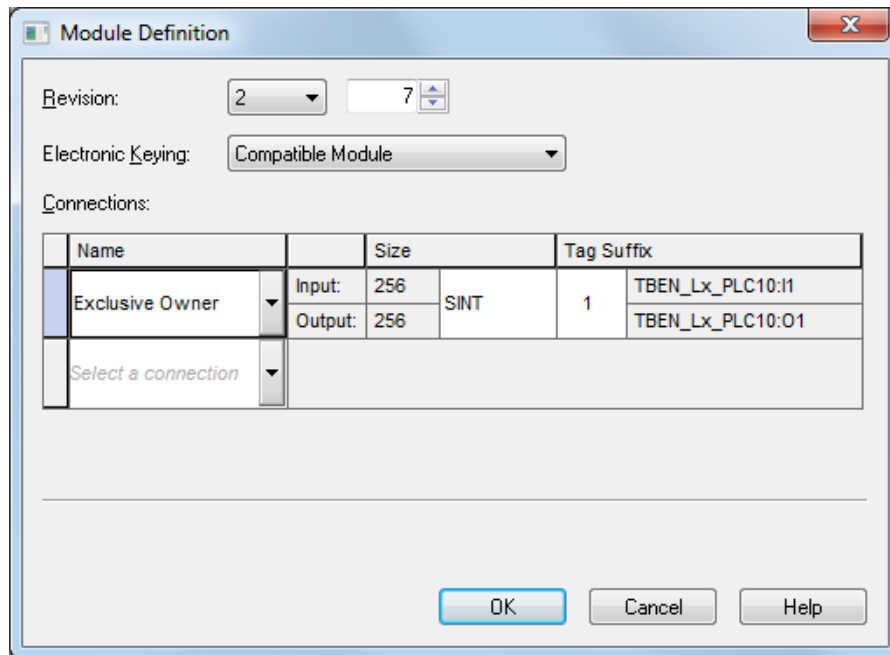 Module Definition
Revision: 2 7
Electronic Keying: Compatible Module
Connections:
Name Size Tag Suffix
Exclusive Owner Input: 256 SINT 1 TBEN_Lx_PLC10:I1
Output: 256 TBEN_Lx_PLC10:O1
Select a connection
OK Cancel Help